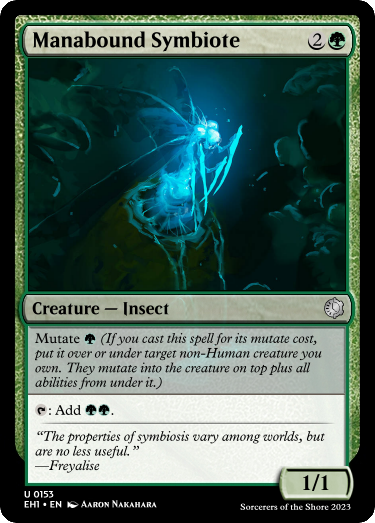 Manabound Symbiote 2
Creature — Insect
Mutate (If you cast this spell for its mutate cost,
put it over or under target non-Human creature you
own. They mutate into the creature on top plus all
abilities from under it.)
: Add .
“The properties of symbiosis vary among worlds, but
are no less useful.”
—Freyalise
1/1
U 0153
EH1 • EN Aaron Nakahara
Sorcerers of the Shore 2023